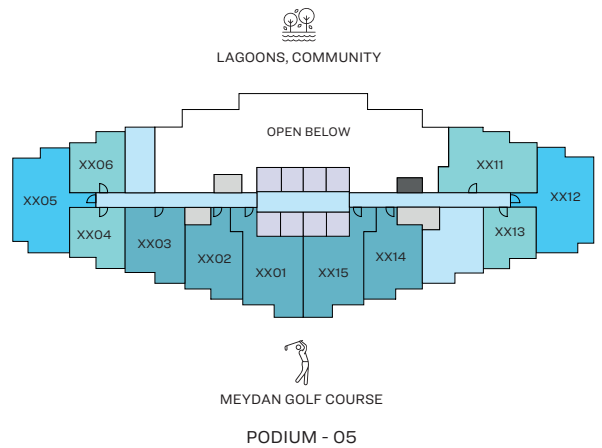 LAGOONS, COMMUNITY
OPEN BELOW
XX06
XX11
XX05
XX12
XX04
XX03
XX13
XX02
XX14
XX01
XX15
MEYDAN GOLF COURSE
PODIUM - 05